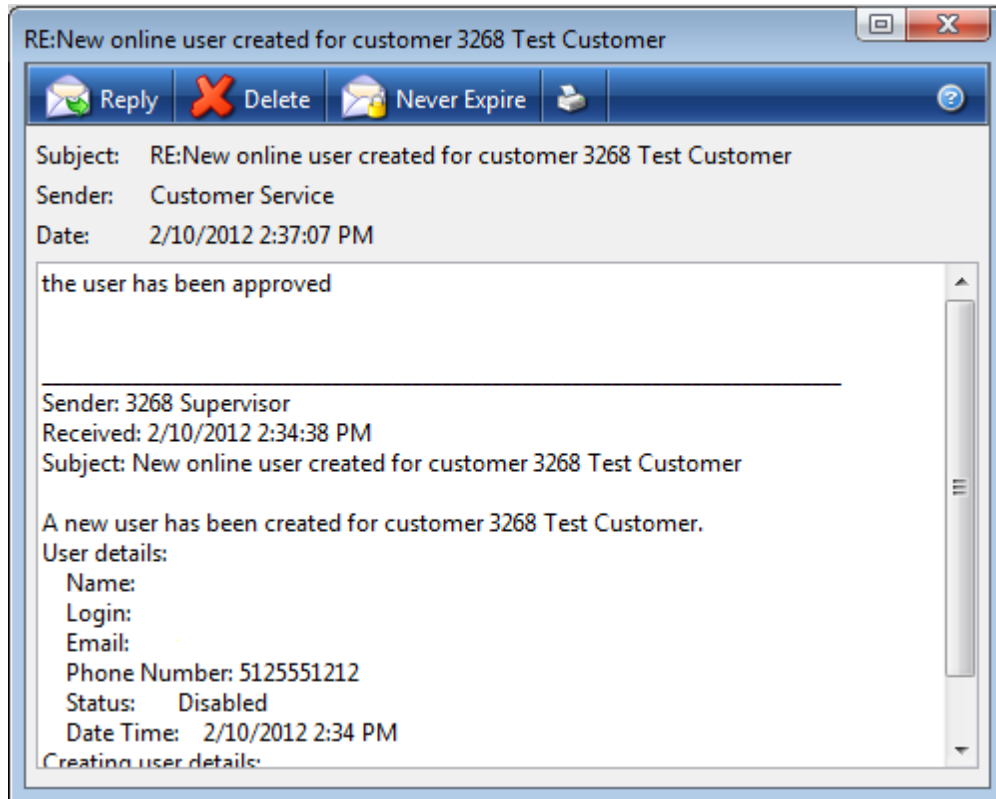 RE:New online user created for customer 3268 Test Customer
Reply Delete Never Expire
Subject: RE:New online user created for customer 3268 Test Customer
Sender: Customer Service
Date: 2/10/2012 2:37:07 PM
the user has been approved
Sender: 3268 Supervisor
Received: 2/10/2012 2:34:38 PM
Subject: New online user created for customer 3268 Test Customer
A new user has been created for customer 3268 Test Customer.
User details:
Name:
Login:
Email:
Phone Number: 5125551212
Status: Disabled
Date Time: 2/10/2012 2:34 PM
Creating user details: